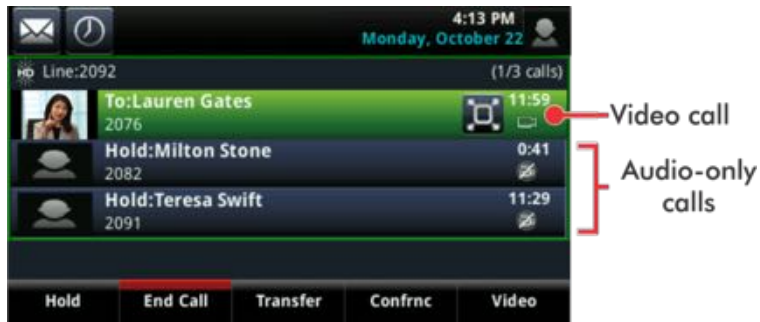 4:13 PM
Monday, October 22
HD Line:2092 (1/3 calls)
To:Lauren Gates 11:59
2076
Video call
Hold:Milton Stone 0:41
2082
Audio-only
calls
Hold:Teresa Swift 11:29
2091
Hold End Call Transfer Confrnc Video